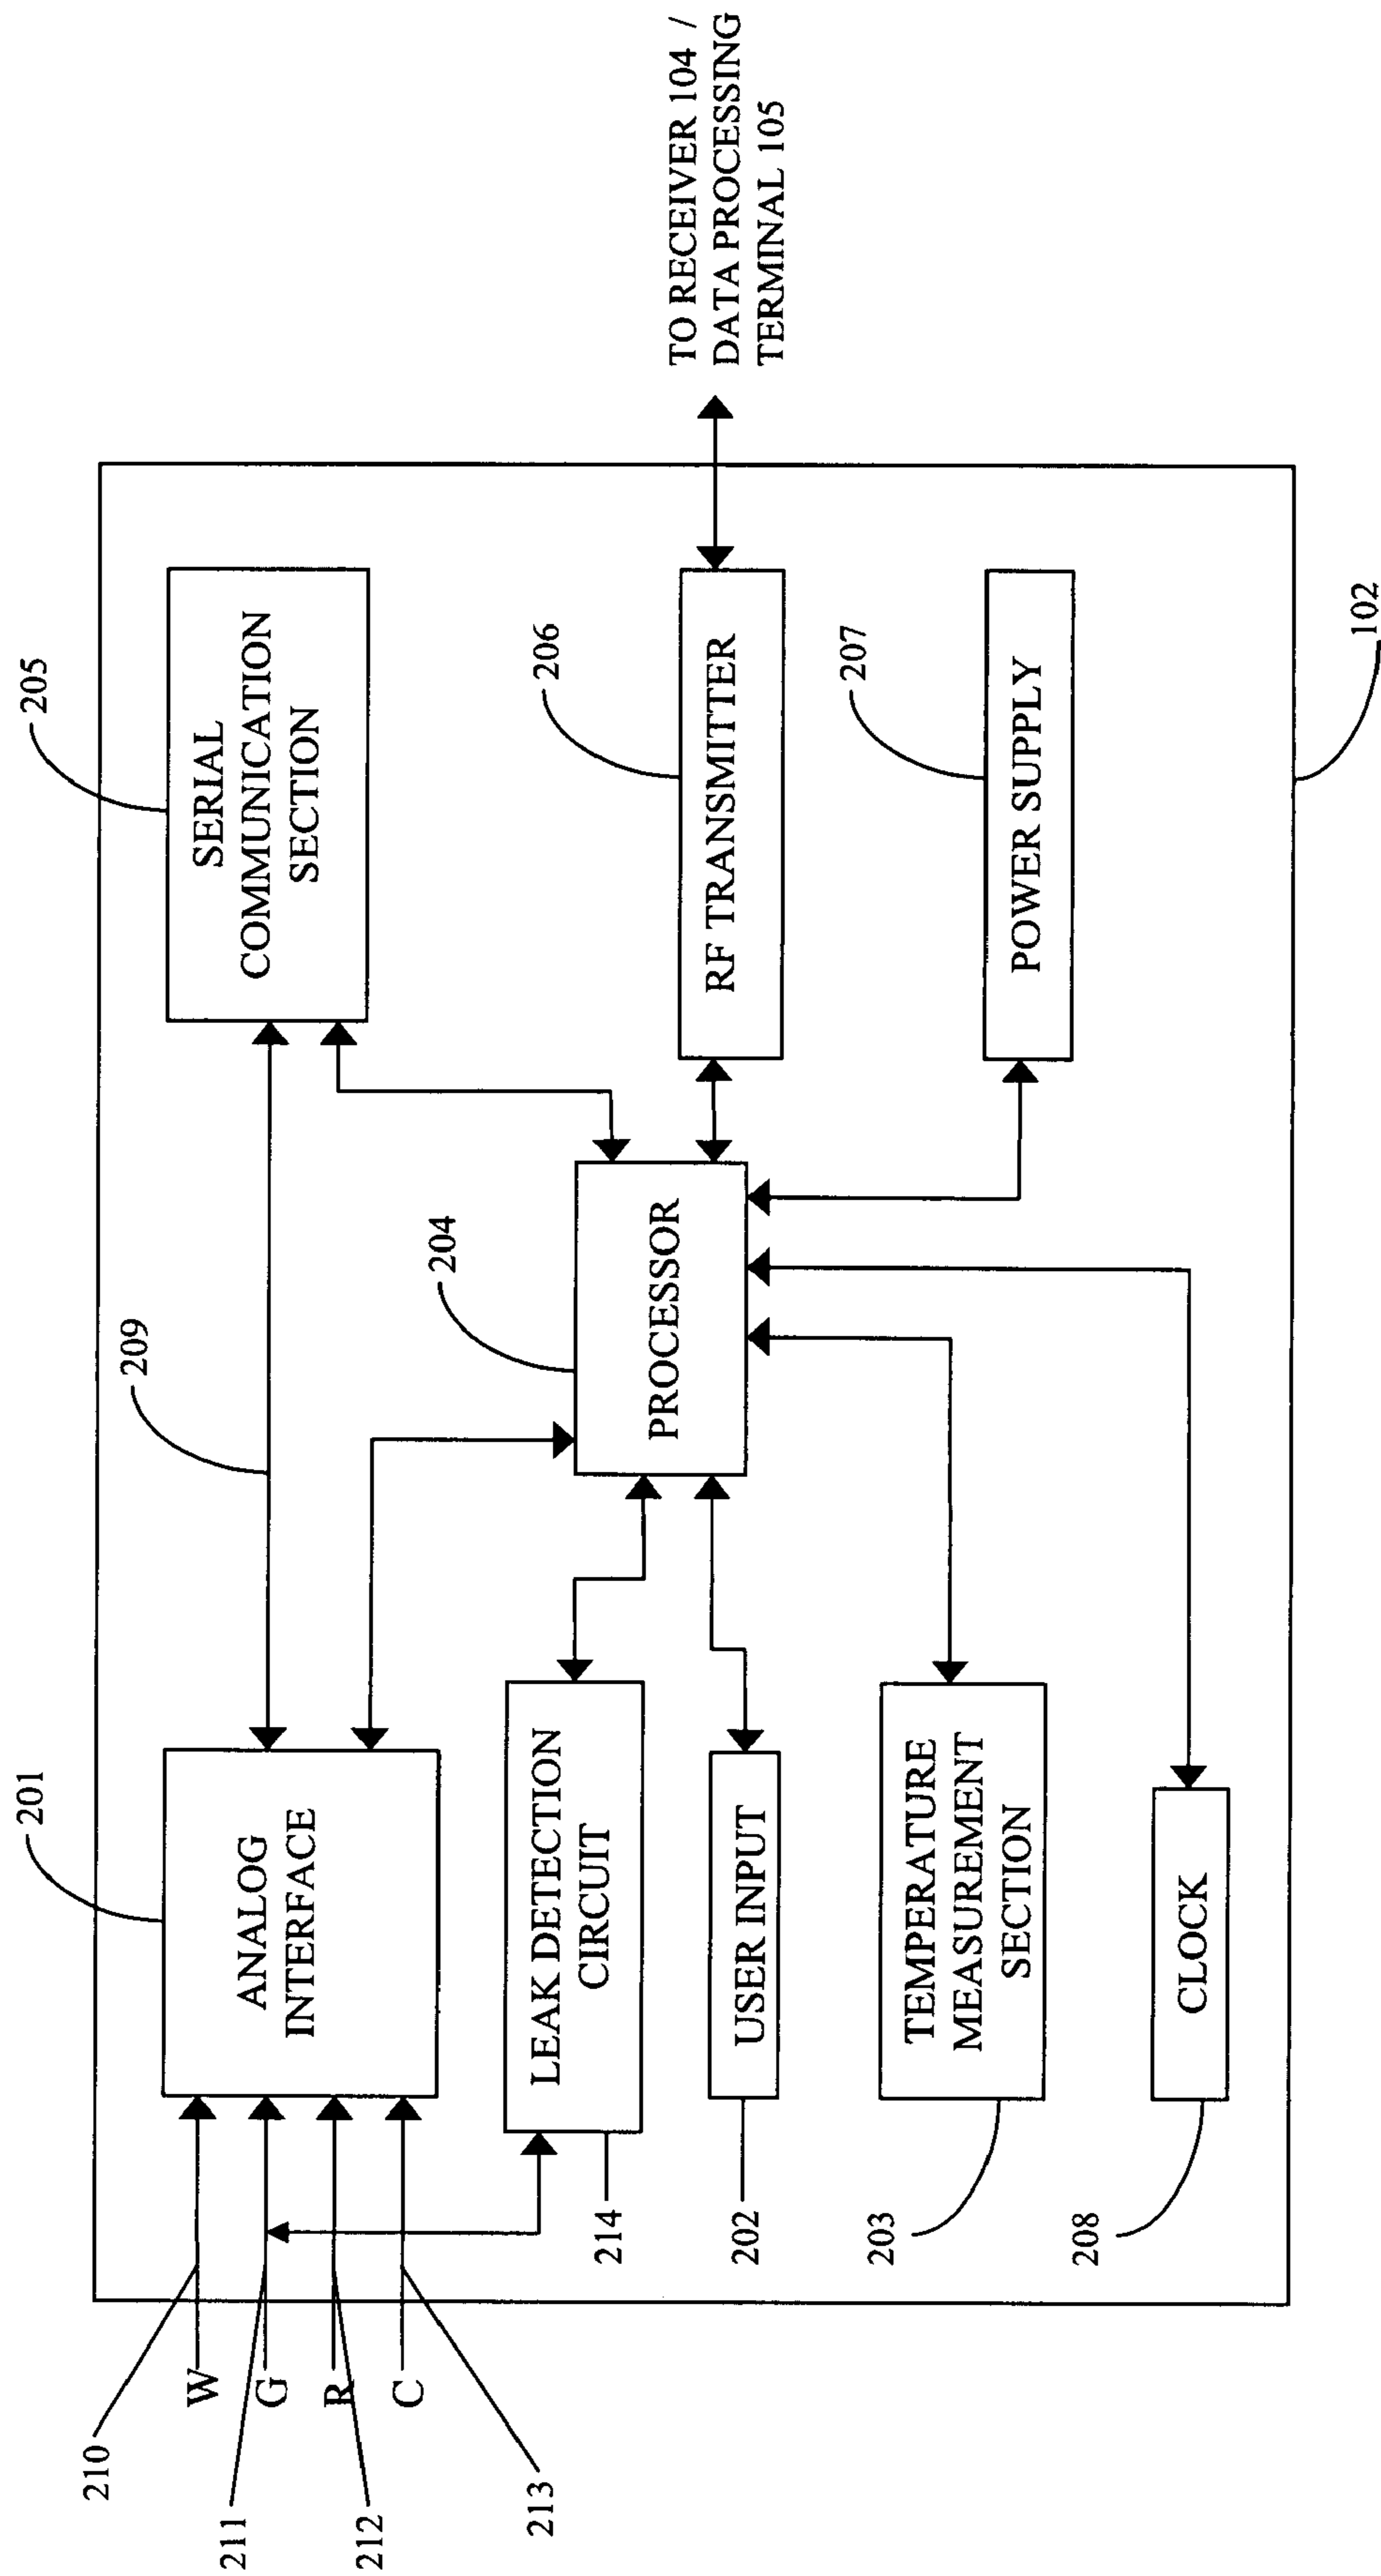 201
ANALOG
INTERFACE
209
205
SERIAL
COMMUNICATION
SECTION
210
W
211
G
212
R
213
C
LEAK DETECTION
CIRCUIT
214
204
PROCESSOR
206
RF TRANSMITTER
TO RECEIVER 104 /
DATA PROCESSING
TERMINAL 105
USER INPUT
202
207
POWER SUPPLY
TEMPERATURE
MEASUREMENT
SECTION
203
CLOCK
208
102